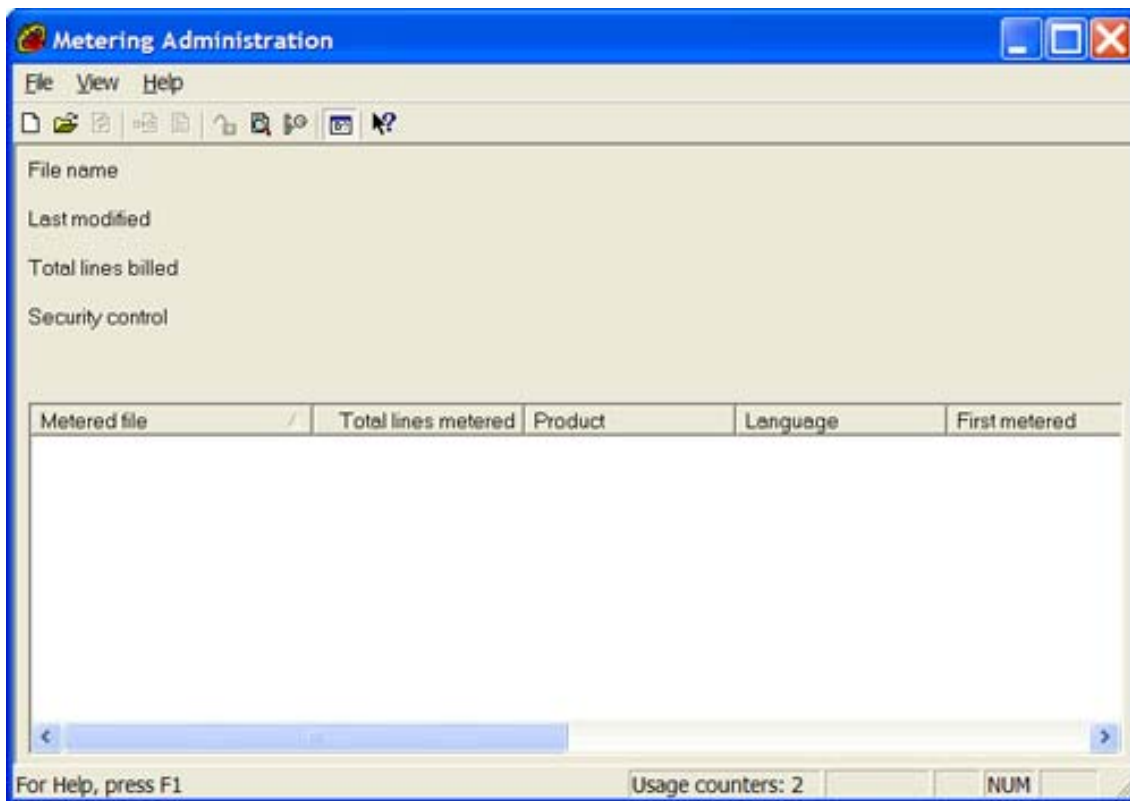 Metering Administration
File View Help
File name
Last modified
Total lines billed
Security control
Metered file Total lines metered Product Language First metered
For Help, press F1 Usage counters: 2 NUM